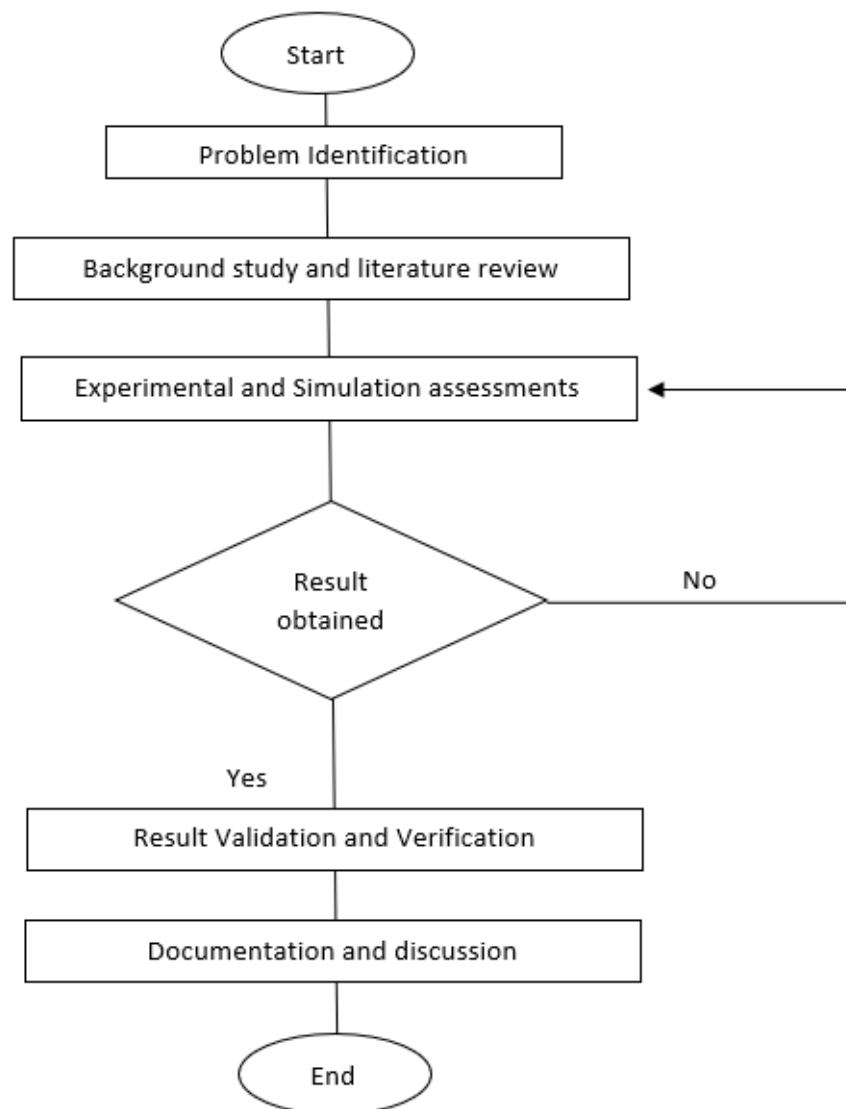 Start
Problem Identification
Background study and literature review
Experimental and Simulation assessments
Result
obtained
No
Yes
Result Validation and Verification
Documentation and discussion
End